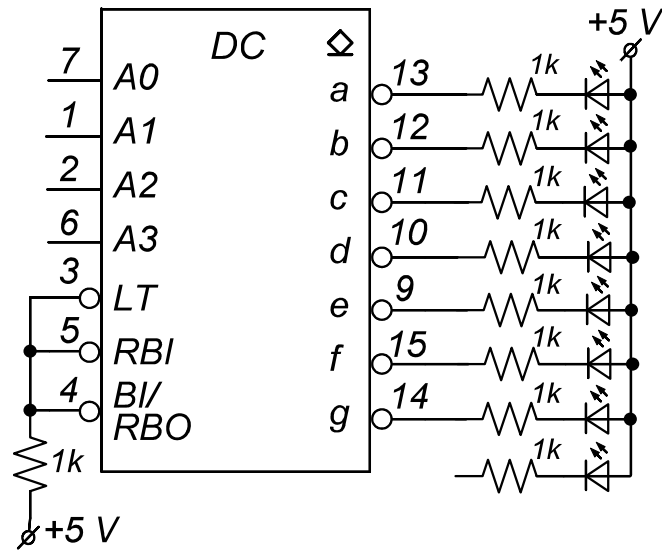 +5 V
DC
7 A0
a 13 1k
1 A1
b 12 1k
2 A2
c 11 1k
6 A3
d 10 1k
3 LT
e 9 1k
5 RBI
f 15 1k
4 BI/
RBO
g 14 1k
1k
1k
+5 V